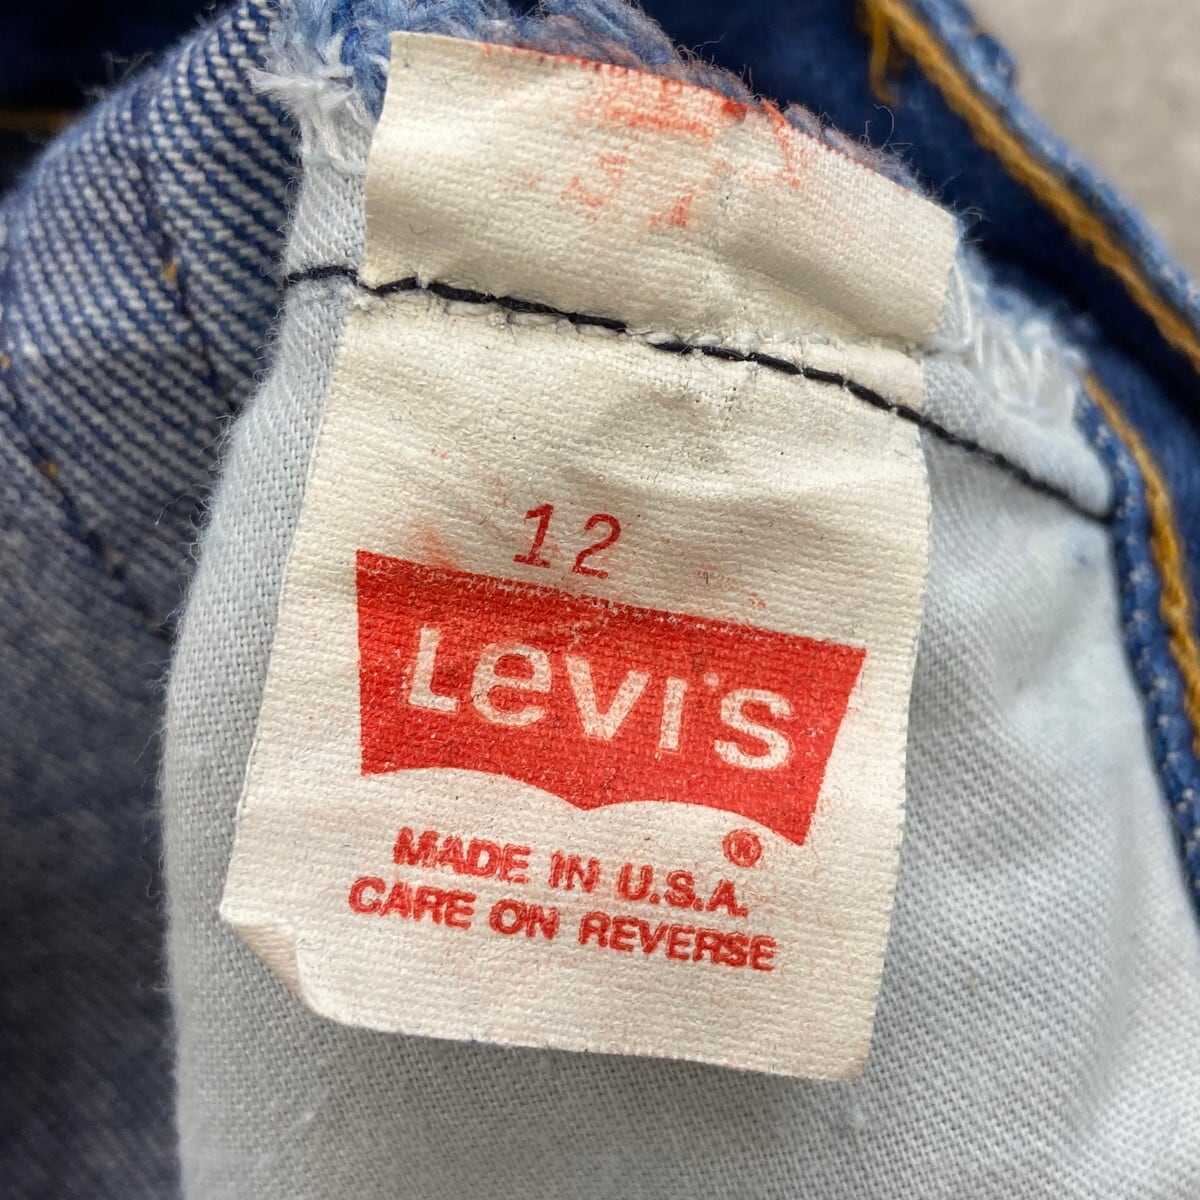 12
Levi's
®
MADE IN U.S.A.
CARE ON REVERSE